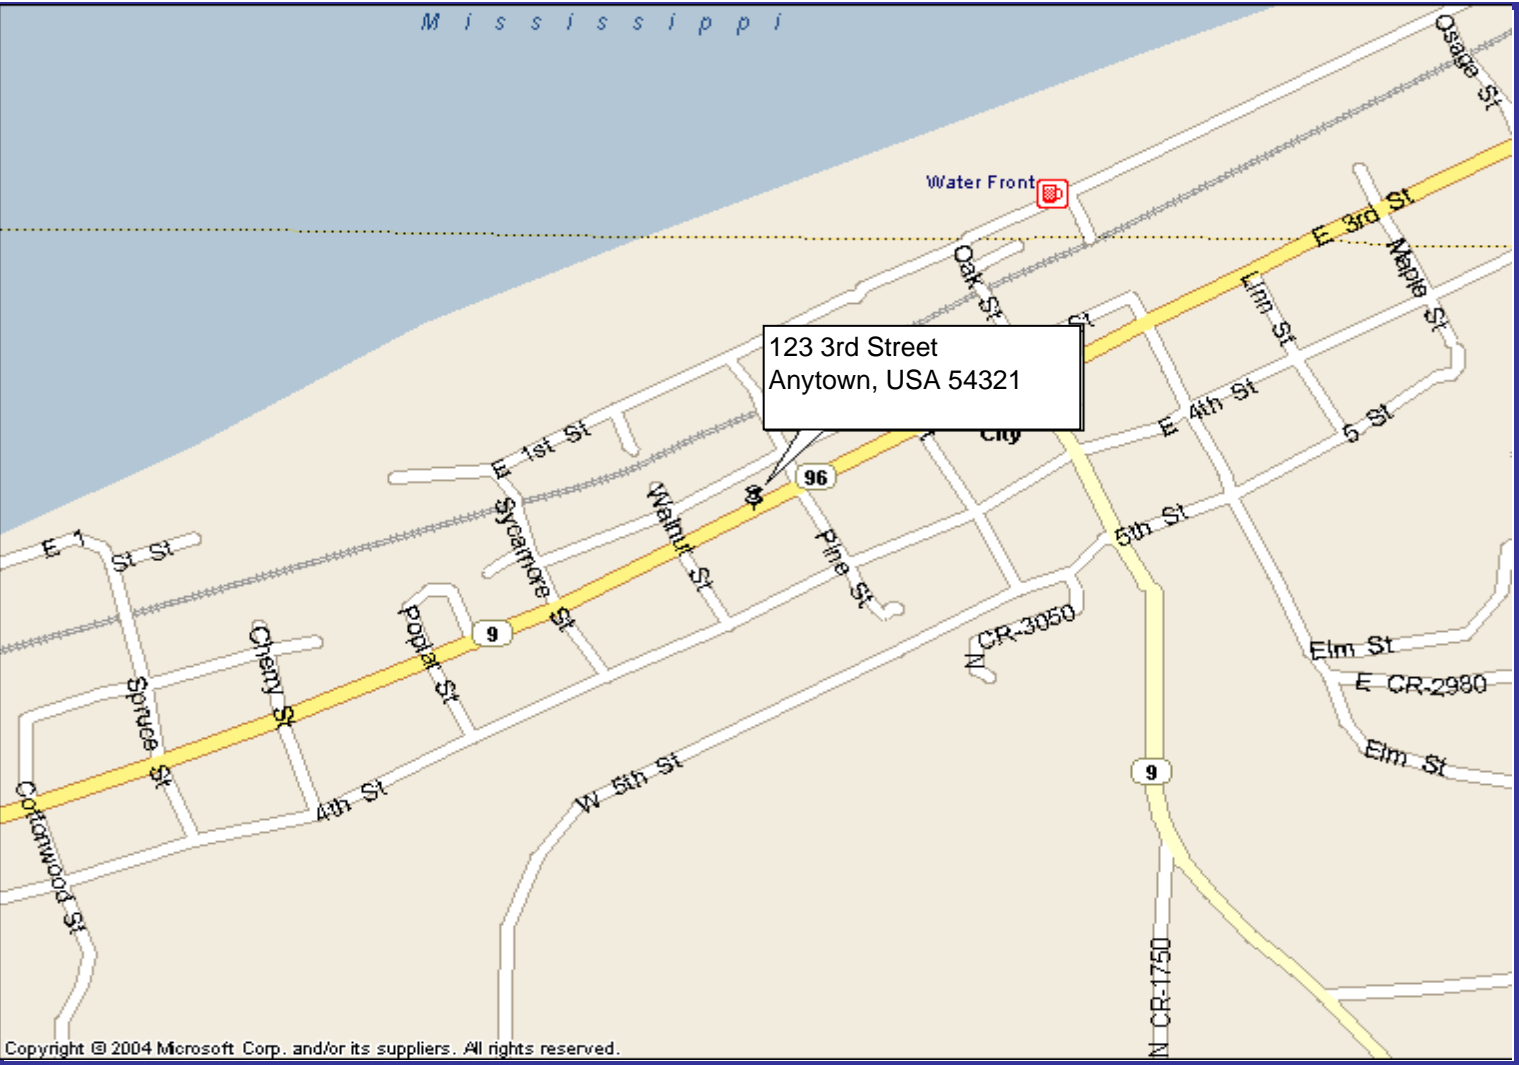 Mississippi
Osage St
Water Front
E 3rd St
Maple St
Oak St
Linn St
St
123 3rd Street
Anytown, USA 54321
City
E 4th St
5 St
E 1st St
96
Walnut St
Sycamore St
Pine St
5th St
E 1 St St
Spruce St
Cherry St
Poplar St
9
N CR-3050
Elm St
E CR-2980
Elm St
9
W 5th St
4th St
Cottonwood St
N CR-1750
Copyright © 2004 Microsoft Corp. and/or its suppliers. All rights reserved.